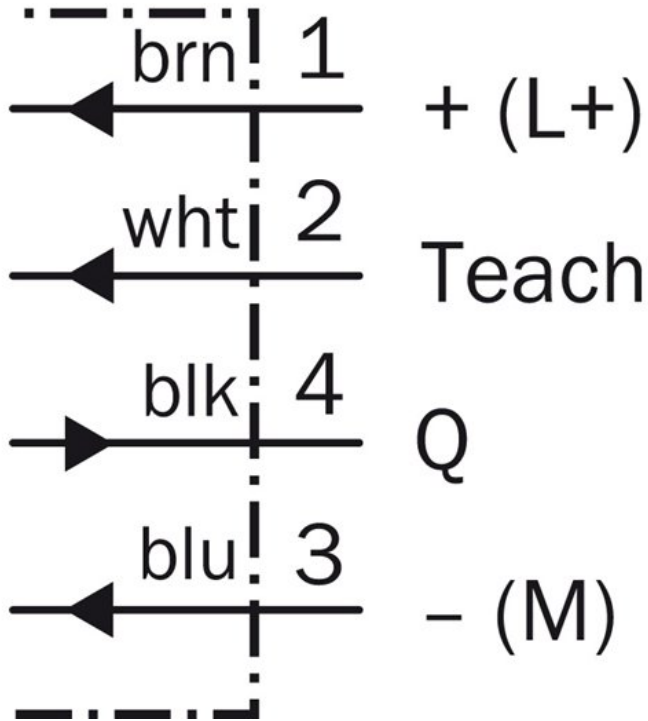 brn 1 + (L+)
wht 2 Teach
blk 4 Q
blu 3 – (M)